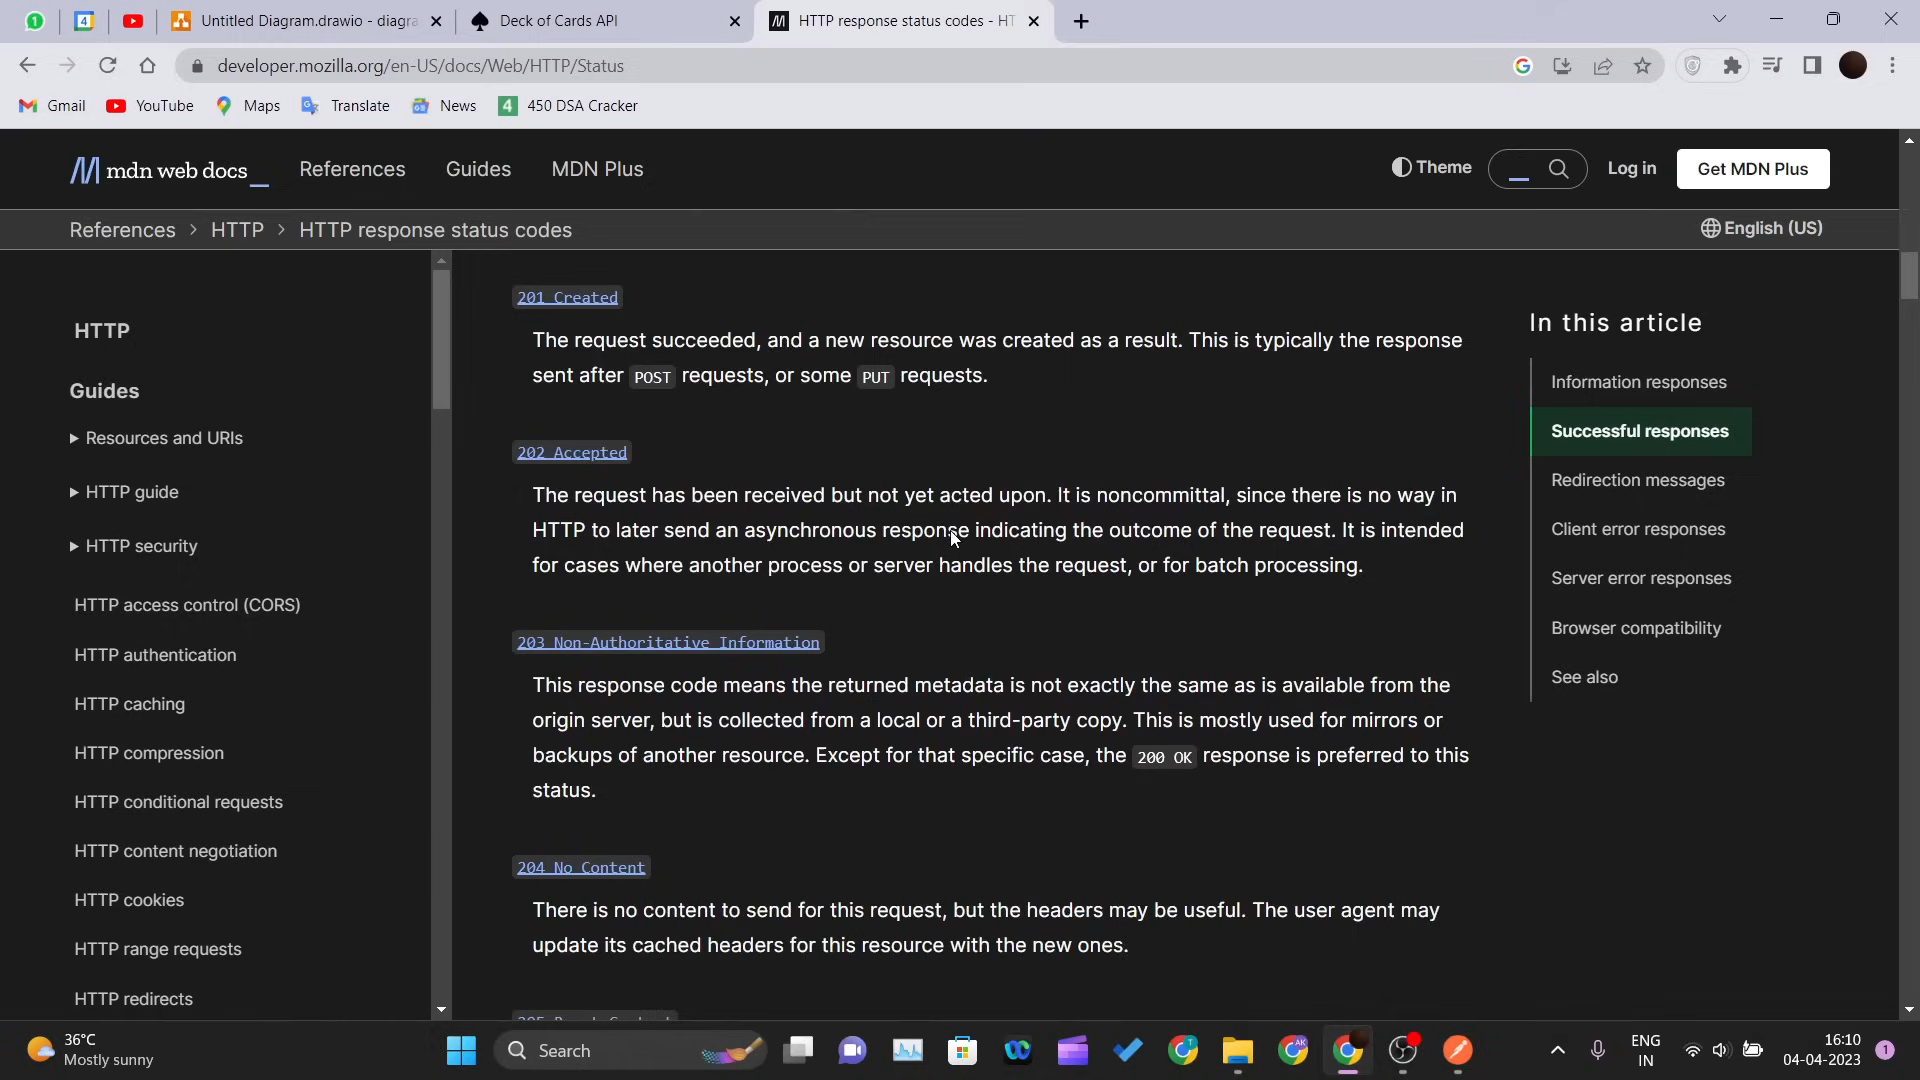 Untitled Diagram.drawio - diagra
Deck of Cards API
HTTP response status codes - HT
developer.mozilla.org/en-US/docs/Web/HTTP/Status
Gmail
YouTube
Maps
Translate
News
4
450 DSA Cracker
mdn web docs_
References
Guides
MDN Plus
Theme
Log in
Get MDN Plus
References > HTTP > HTTP response status codes
English (US)
HTTP
Guides
Resources and URIs
HTTP guide
HTTP security
HTTP access control (CORS)
HTTP authentication
HTTP caching
HTTP compression
HTTP conditional requests
HTTP content negotiation
HTTP cookies
HTTP range requests
HTTP redirects
201 Created
The request succeeded, and a new resource was created as a result. This is typically the response
sent after POST requests, or some PUT requests.
202 Accepted
The request has been received but not yet acted upon. It is noncommittal, since there is no way in
HTTP to later send an asynchronous response indicating the outcome of the request. It is intended
for cases where another process or server handles the request, or for batch processing.
203 Non-Authoritative Information
This response code means the returned metadata is not exactly the same as is available from the
origin server, but is collected from a local or a third-party copy. This is mostly used for mirrors or
backups of another resource. Except for that specific case, the 200 OK response is preferred to this
status.
204 No Content
There is no content to send for this request, but the headers may be useful. The user agent may
update its cached headers for this resource with the new ones.
In this article
Information responses
Successful responses
Redirection messages
Client error responses
Server error responses
Browser compatibility
See also
36°C
Mostly sunny
Search
ENG
IN
16:10
04-04-2023
1